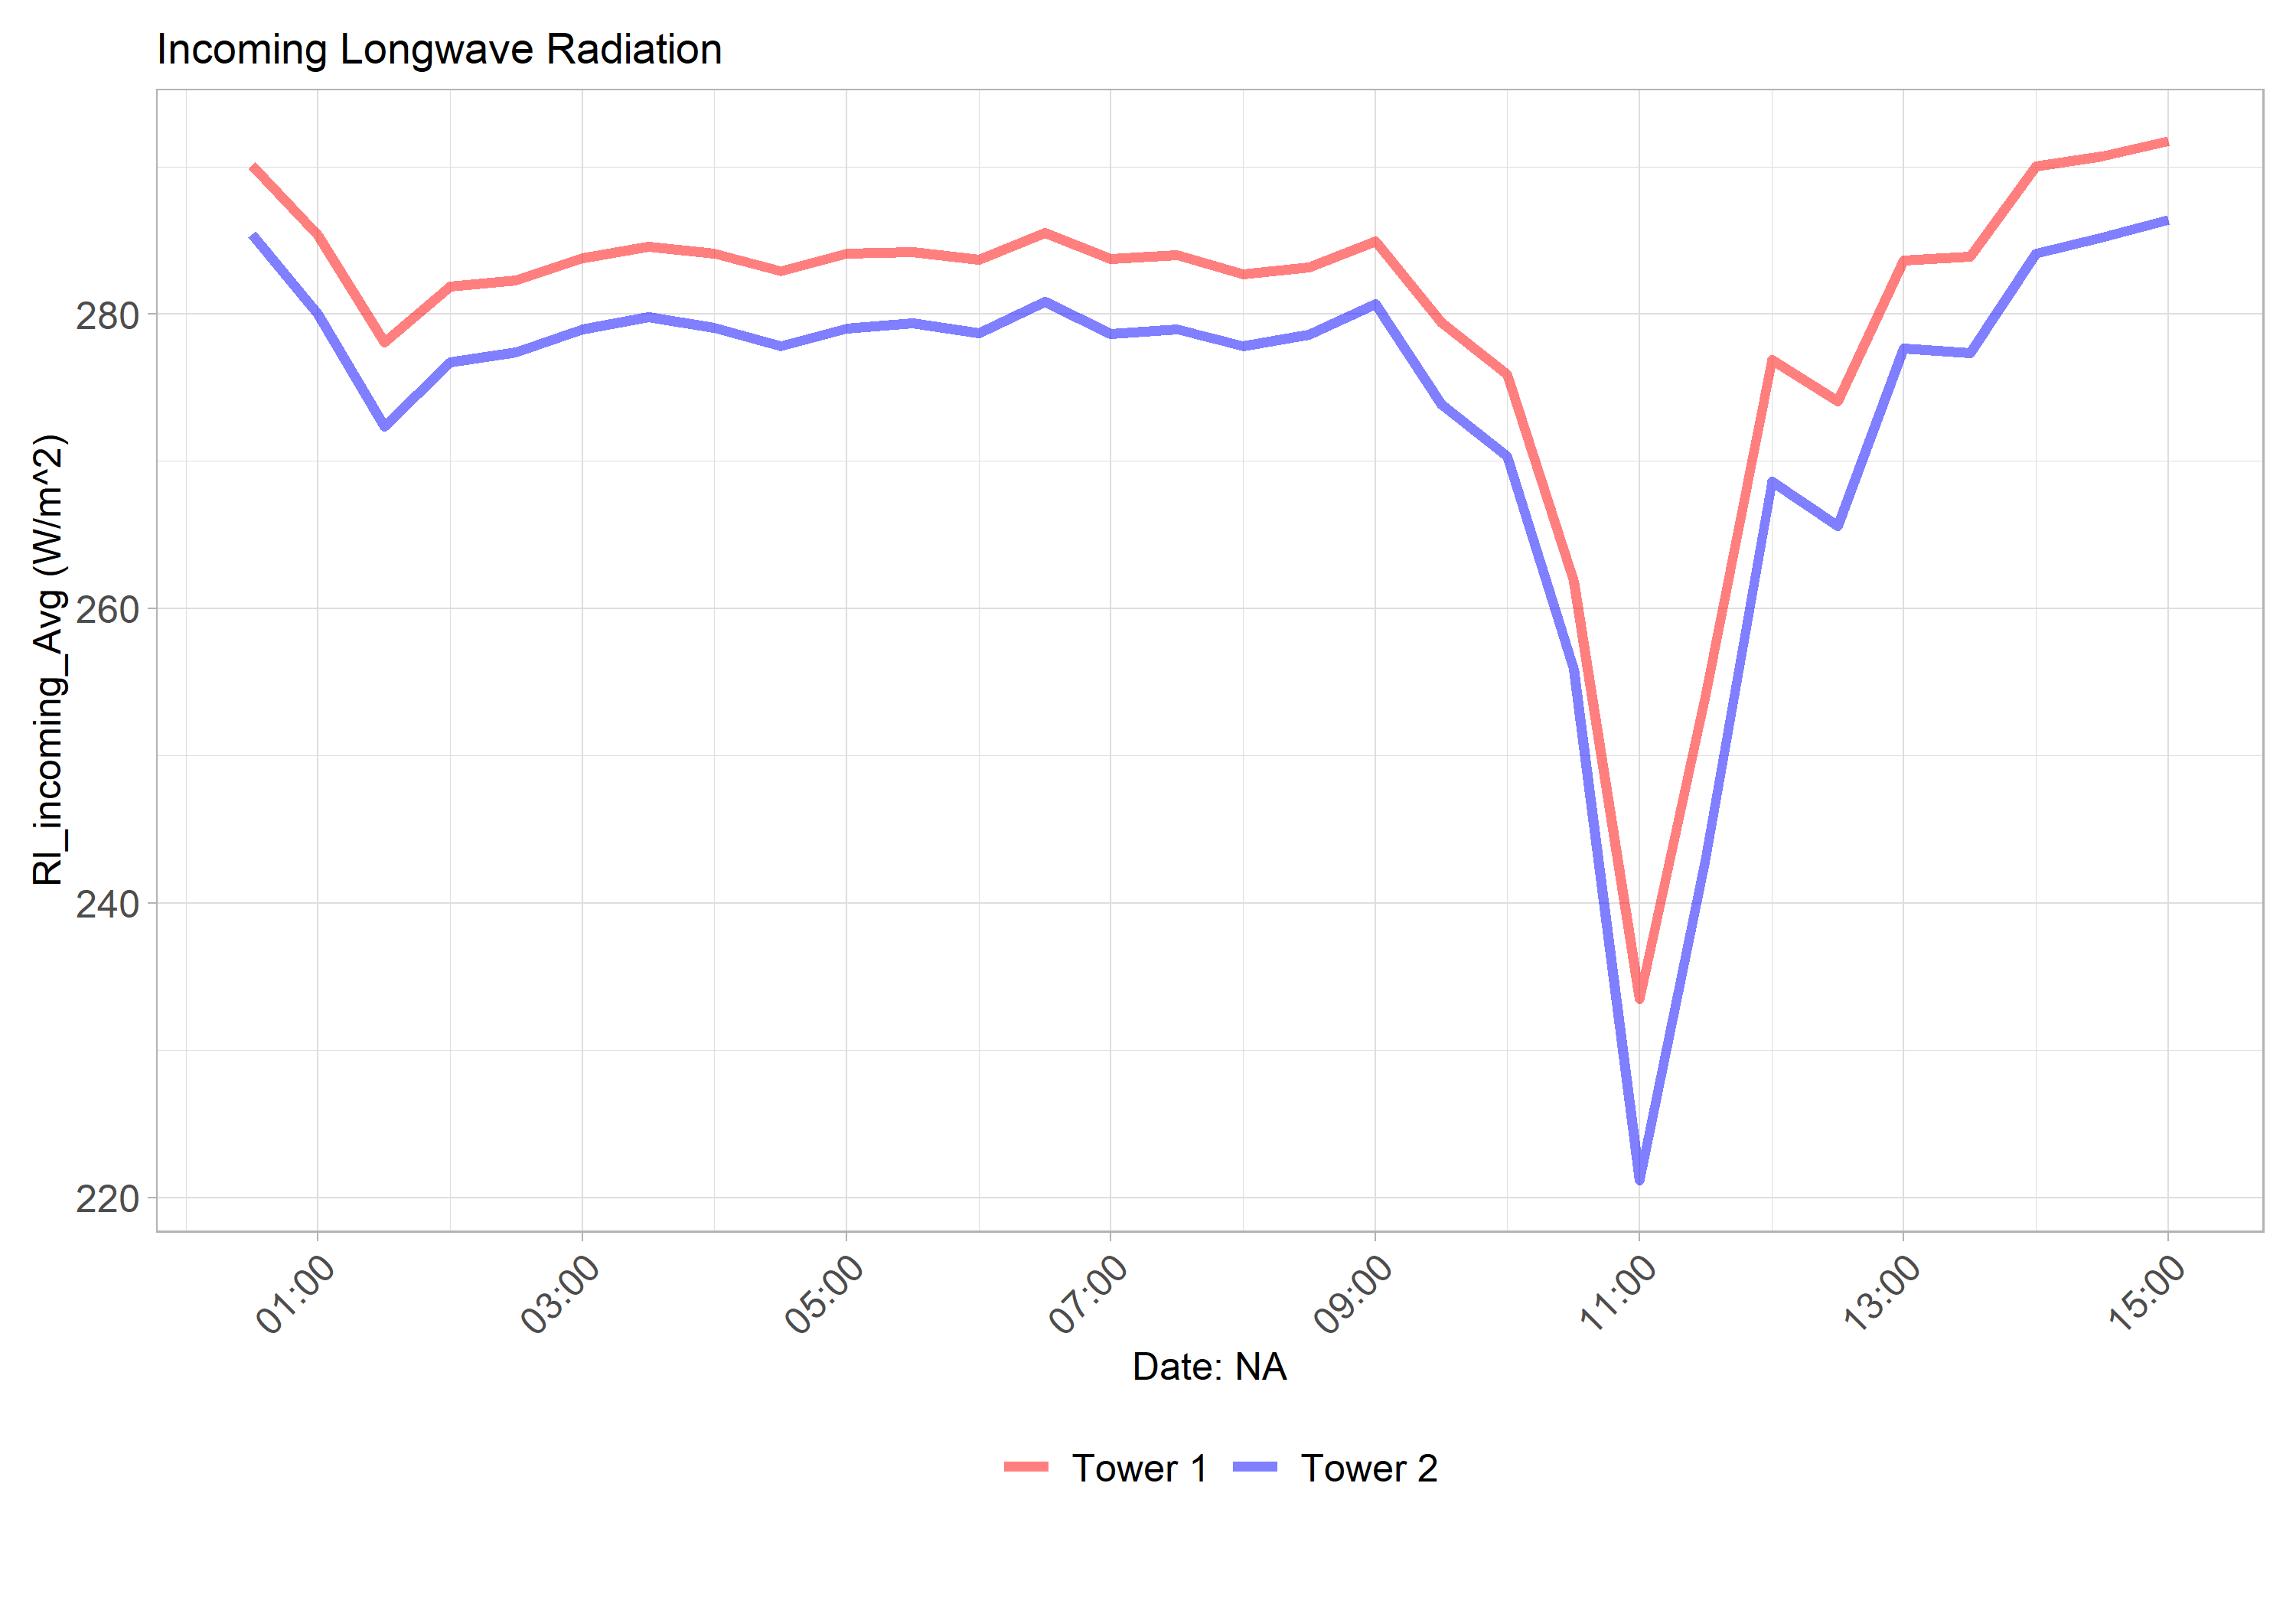 Incoming Longwave Radiation
Rl_incoming_Avg (W/m^2)
280
260
240
220
01:00
03:00
05:00
07:00
09:00
11:00
13:00
15:00
Date: NA
Tower 1
Tower 2